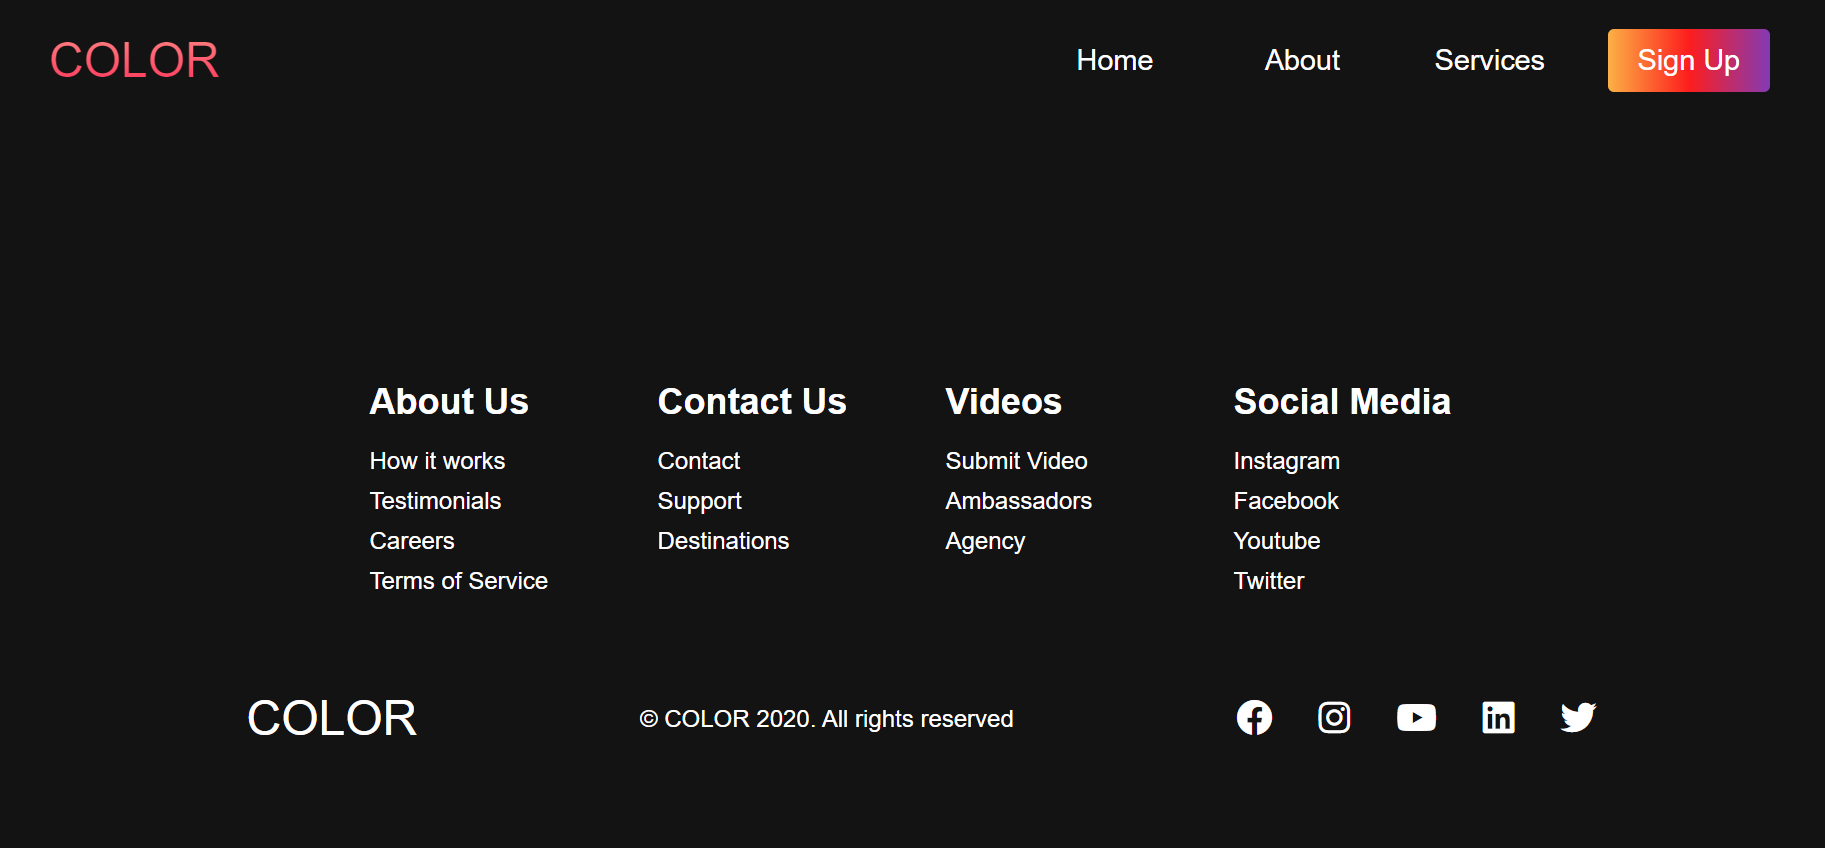 COLOR
Home About Services Sign Up
About Us
How it works
Testimonials
Careers
Terms of Service
Contact Us
Contact
Support
Destinations
Videos
Submit Video
Ambassadors
Agency
Social Media
Instagram
Facebook
Youtube
Twitter
COLOR
© COLOR 2020. All rights reserved